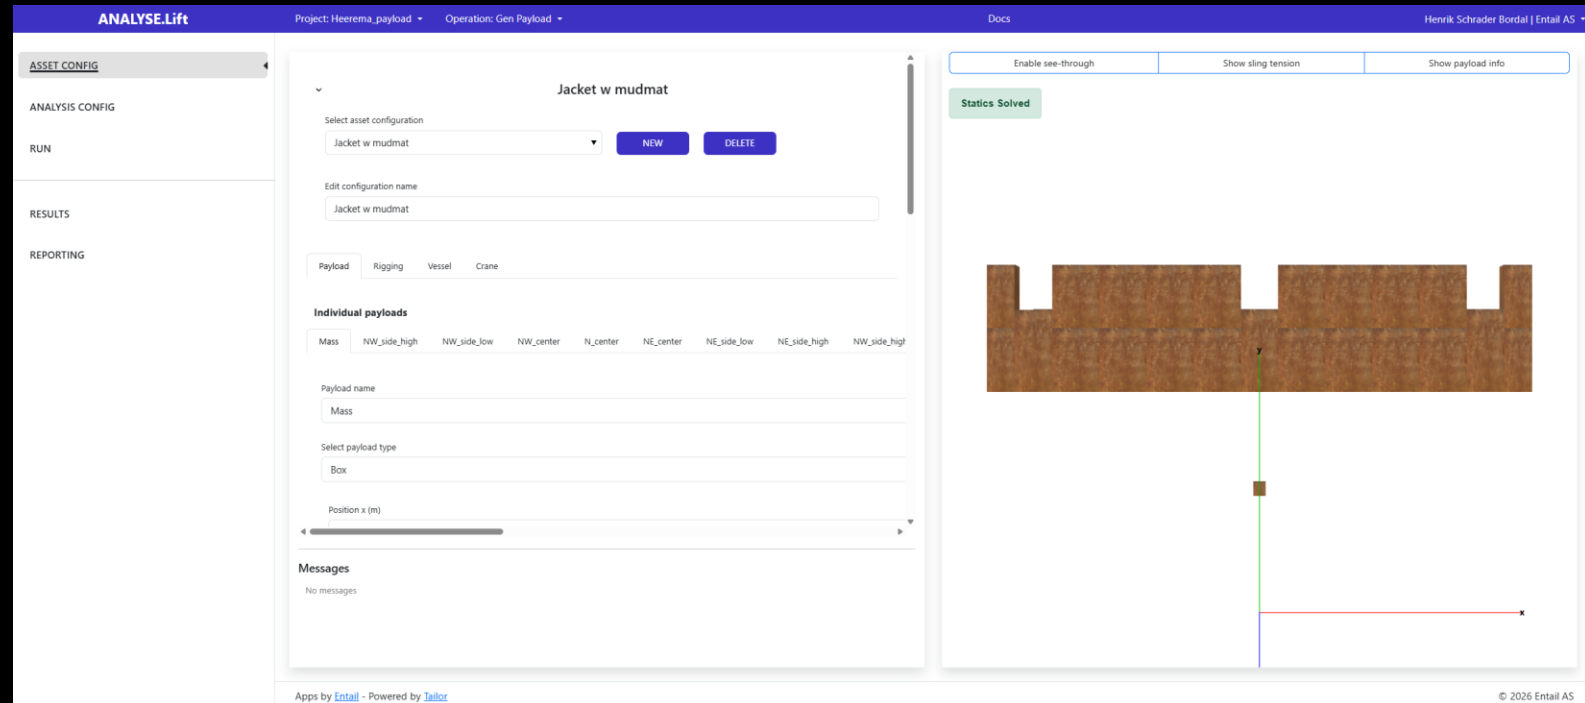 ANALYSE.Lift
Project: Heerema_payload
Operation: Gen Payload
Docs
Henrik Schrader Bordal | Entail AS
ASSET CONFIG
ANALYSIS CONFIG
RUN
RESULTS
REPORTING
Jacket w mudmat
Select asset configuration
Jacket w mudmat
NEW
DELETE
Edit configuration name
Jacket w mudmat
Payload Rigging Vessel Crane
Individual payloads
Mass NW_side_high NW_side_low NW_center N_center NE_center NE_side_low NE_side_high NW_side_high
Payload name
Mass
Select payload type
Box
Position x (m)
Messages
No messages
Enable see-through
Show sling tension
Show payload info
Statics Solved
y
x
Apps by Entail - Powered by Tailor
© 2026 Entail AS